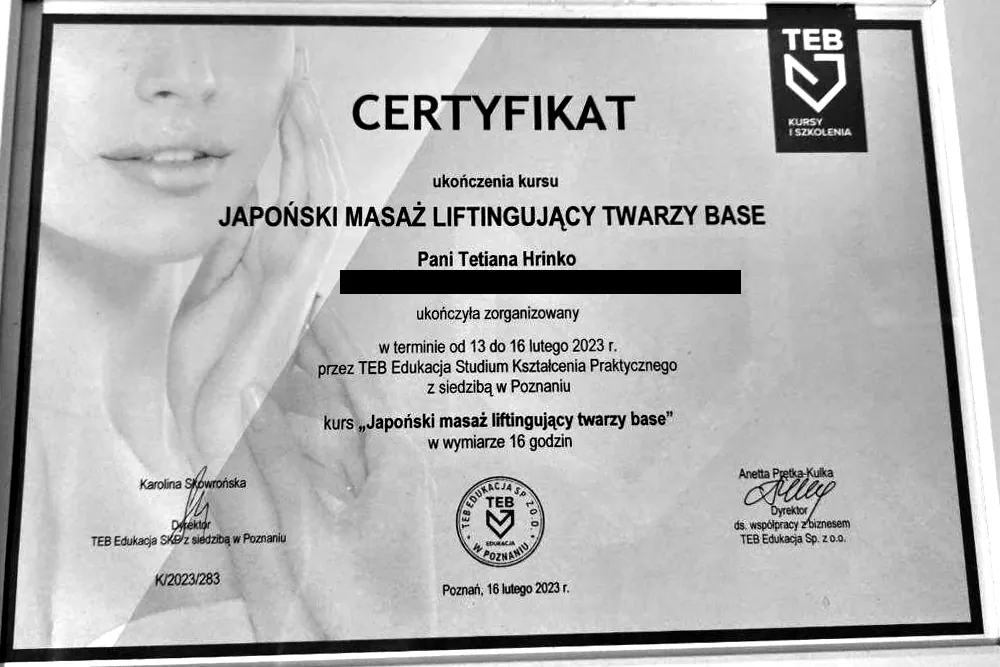 TEB
KURSY
I SZKOLENIA
CERTYFIKAT
ukończenia kursu
JAPOŃSKI MASAŻ LIFTINGUJĄCY TWARZY BASE
Pani Tetiana Hrinko
ukończyła zorganizowany
w terminie od 13 do 16 lutego 2023 r.
przez TEB Edukacja Studium Kształcenia Praktycznego
z siedzibą w Poznaniu
kurs „Japoński masaż liftingujący twarzy base”
w wymiarze 16 godzin
Karolina Skowrońska
Dyrektor
TEB Edukacja SKP z siedzibą w Poznaniu
K/2023/283
TEB EDUKACJA SP. Z O.O.
TEB
EDUKACJA
W POZNANIU
Poznań, 16 lutego 2023 r.
Anetta Prętka-Kulka
Dyrektor
ds. współpracy z biznesem
TEB Edukacja Sp. z o.o.